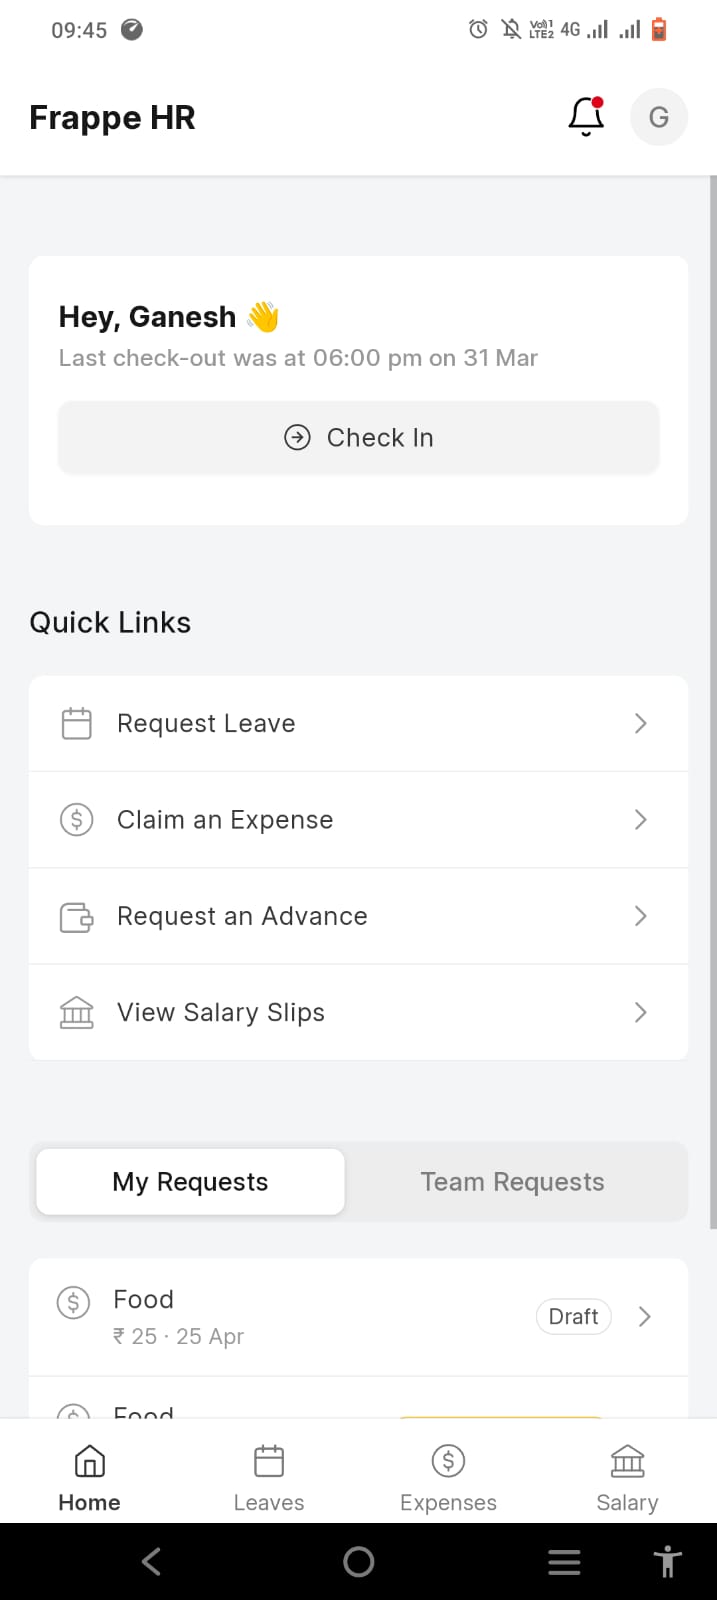 09:45
Vo)) 1
LTE2
4G
Frappe HR
G
Hey, Ganesh 👋
Last check-out was at 06:00 pm on 31 Mar
Check In
Quick Links
Request Leave
$ Claim an Expense
Request an Advance
View Salary Slips
My Requests
Team Requests
$ Food
Draft
₹ 25 · 25 Apr
Food
Home
Leaves
$
Expenses
Salary